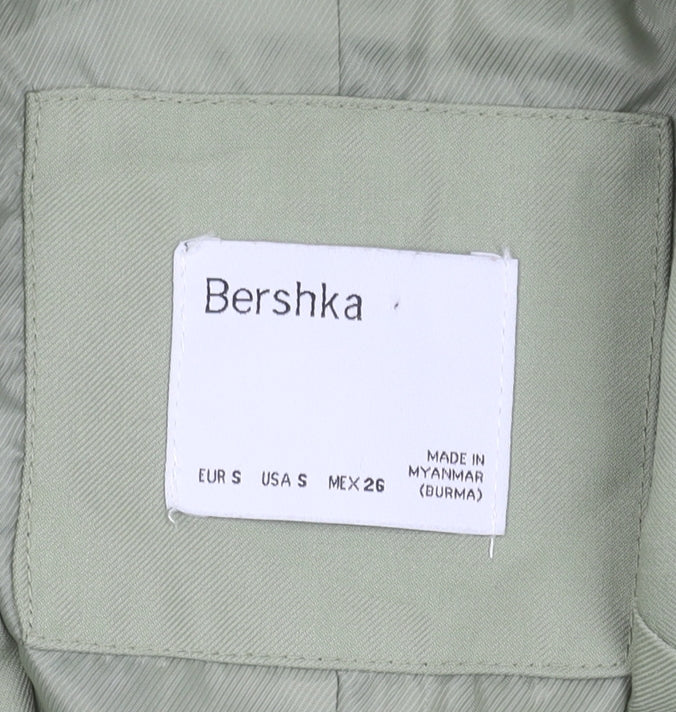 Bershka
EUR S USA S MEX 26
MADE IN
MYANMAR
(BURMA)